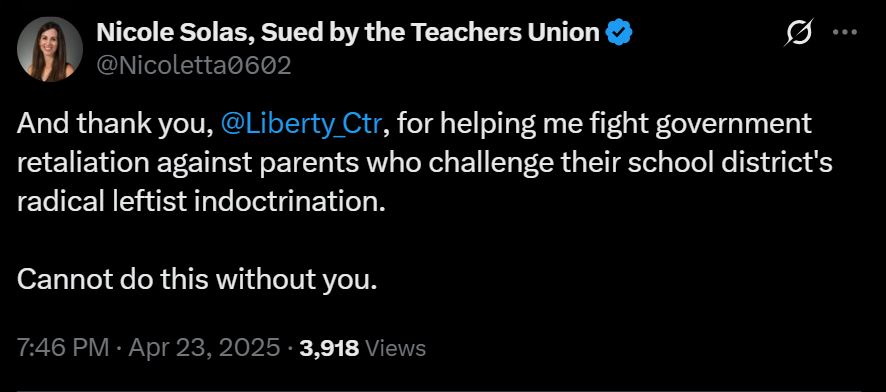 Nicole Solas, Sued by the Teachers Union
@Nicoletta0602
And thank you, @Liberty_Ctr, for helping me fight government
retaliation against parents who challenge their school district's
radical leftist indoctrination.
Cannot do this without you.
7:46 PM · Apr 23, 2025 · 3,918 Views